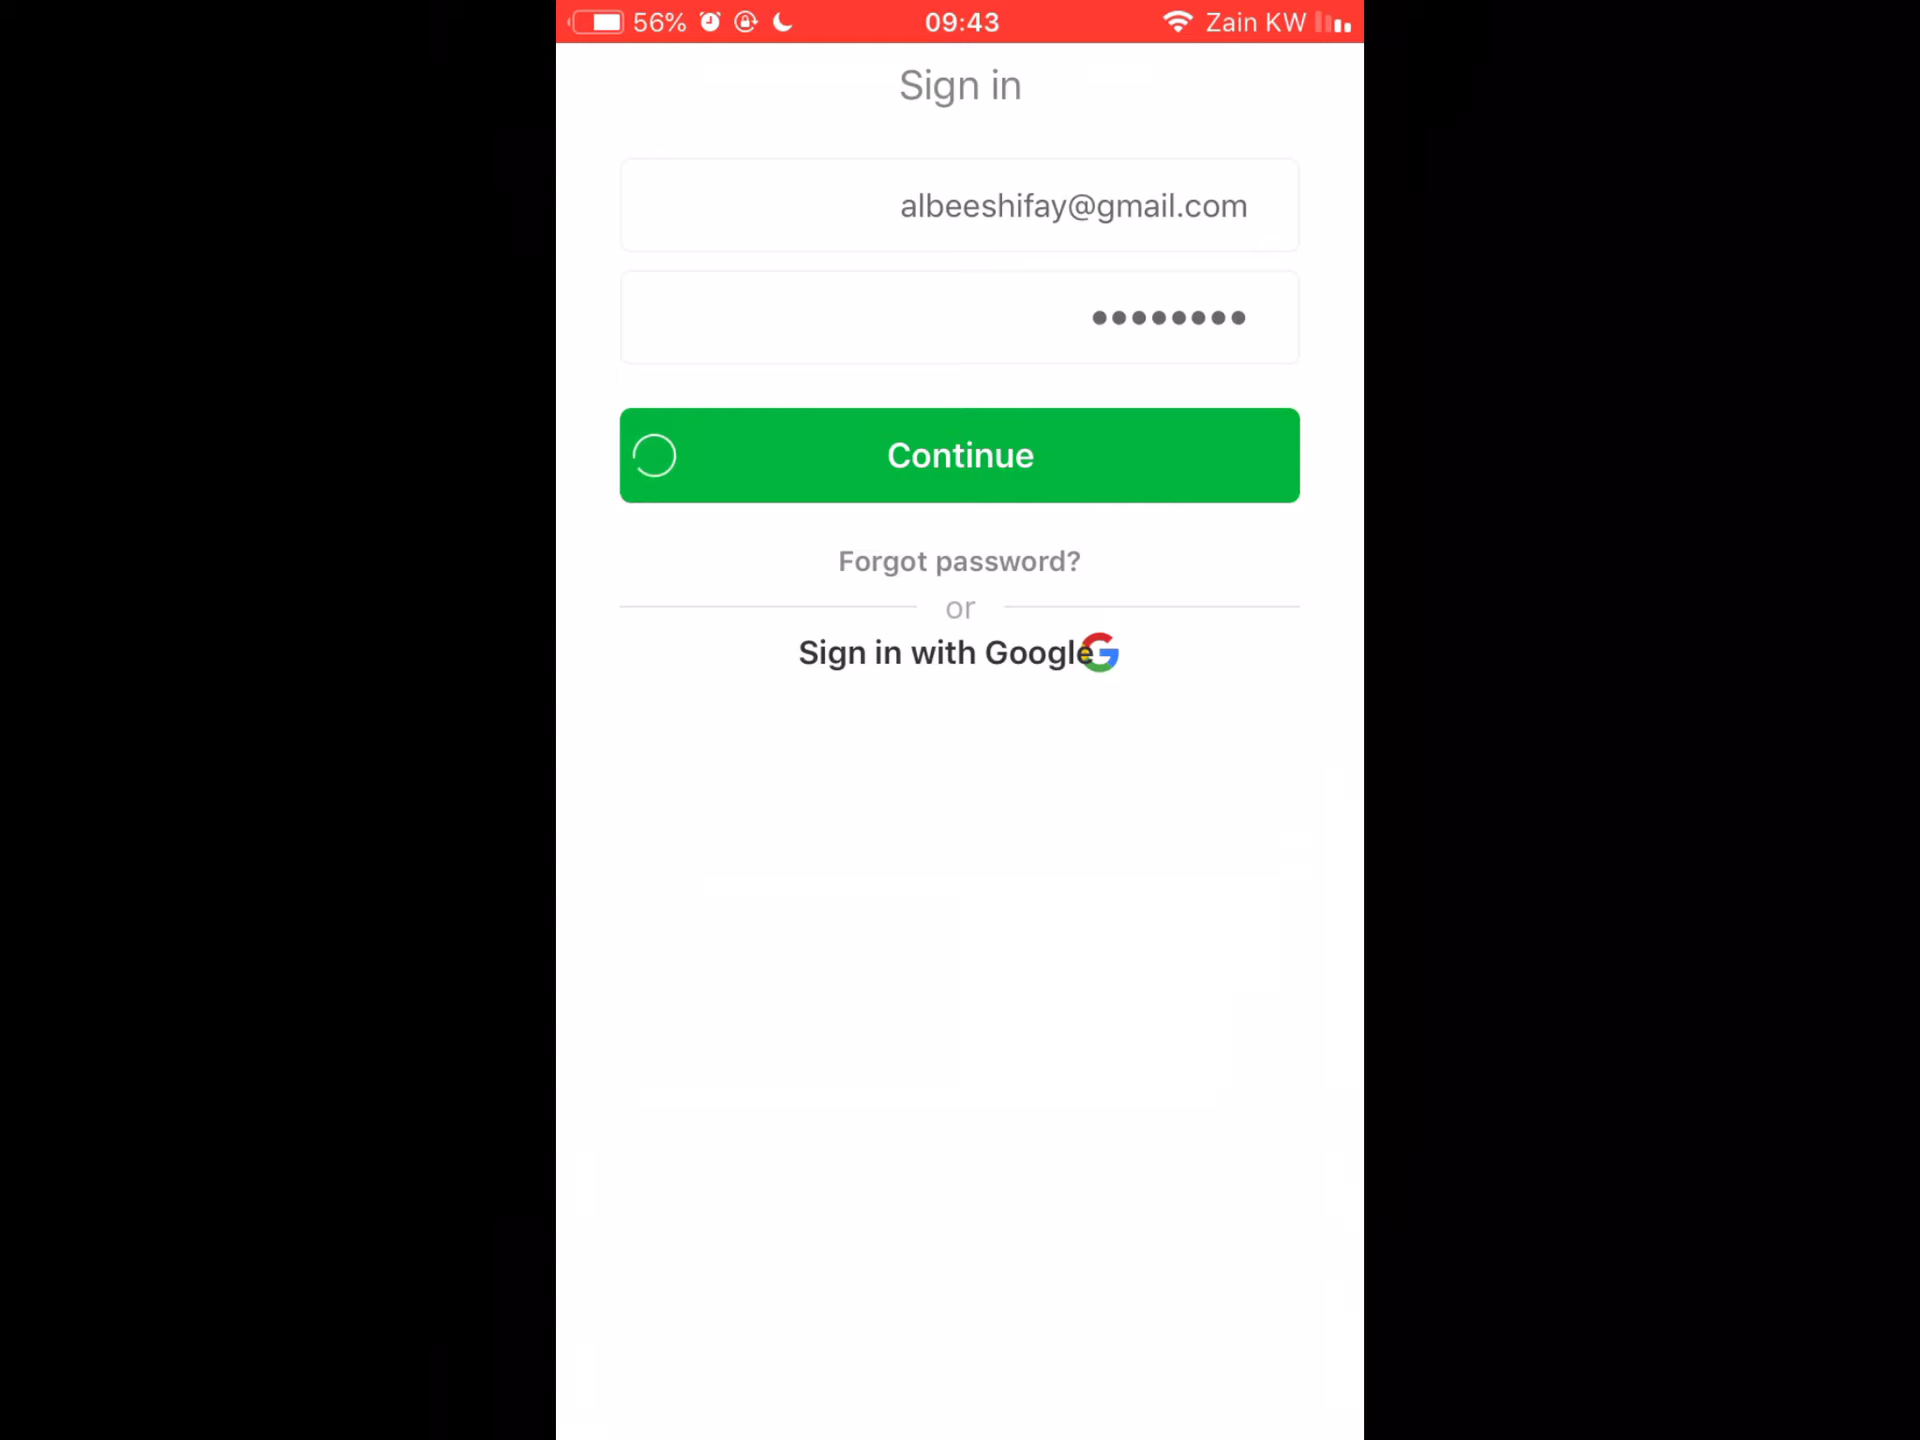 56% 09:43 Zain KW
Sign in
albeeshifay@gmail.com
••••••••
Continue
Forgot password?
or
Sign in with Google